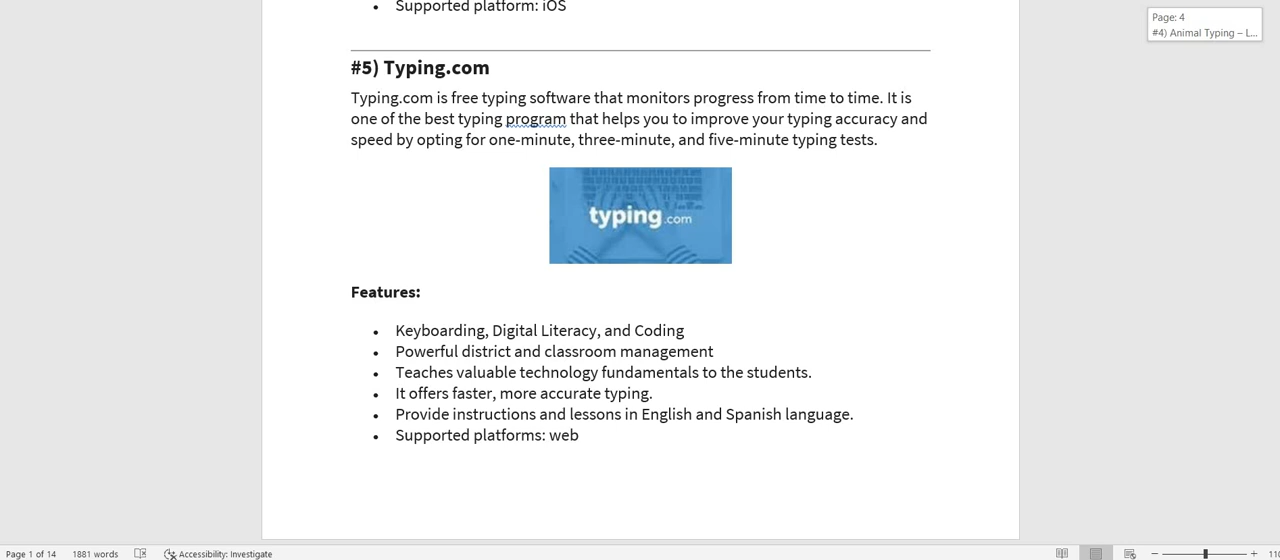 Supported platform: iOS
Page: 4
#4) Animal Typing – L...
#5) Typing.com
Typing.com is free typing software that monitors progress from time to time. It is
one of the best typing program that helps you to improve your typing accuracy and
speed by opting for one-minute, three-minute, and five-minute typing tests.
typing.com
Features:
• Keyboarding, Digital Literacy, and Coding
• Powerful district and classroom management
• Teaches valuable technology fundamentals to the students.
• It offers faster, more accurate typing.
• Provide instructions and lessons in English and Spanish language.
• Supported platforms: web
Page 1 of 14 1881 words Accessibility: Investigate